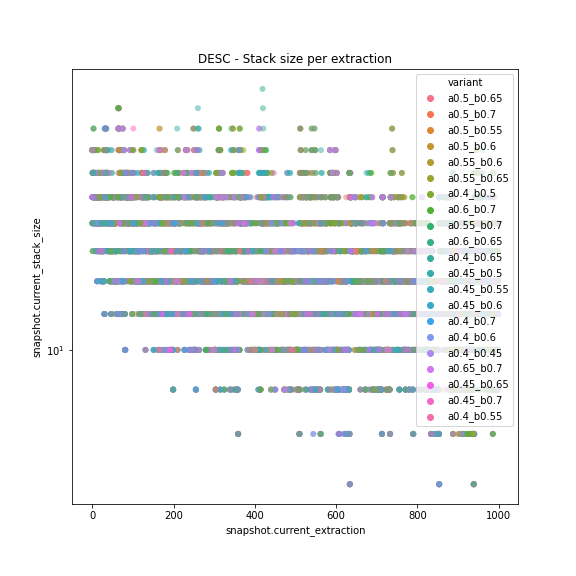 DESC - Stack size per extraction
snapshot.current_stack_size
10¹
variant
a0.5_b0.65
a0.5_b0.7
a0.5_b0.55
a0.5_b0.6
a0.55_b0.6
a0.55_b0.65
a0.4_b0.5
a0.6_b0.7
a0.55_b0.7
a0.6_b0.65
a0.4_b0.65
a0.45_b0.5
a0.45_b0.55
a0.45_b0.6
a0.4_b0.7
a0.4_b0.6
a0.4_b0.45
a0.65_b0.7
a0.45_b0.65
a0.45_b0.7
a0.4_b0.55
0 200 400 600 800 1000
snapshot.current_extraction